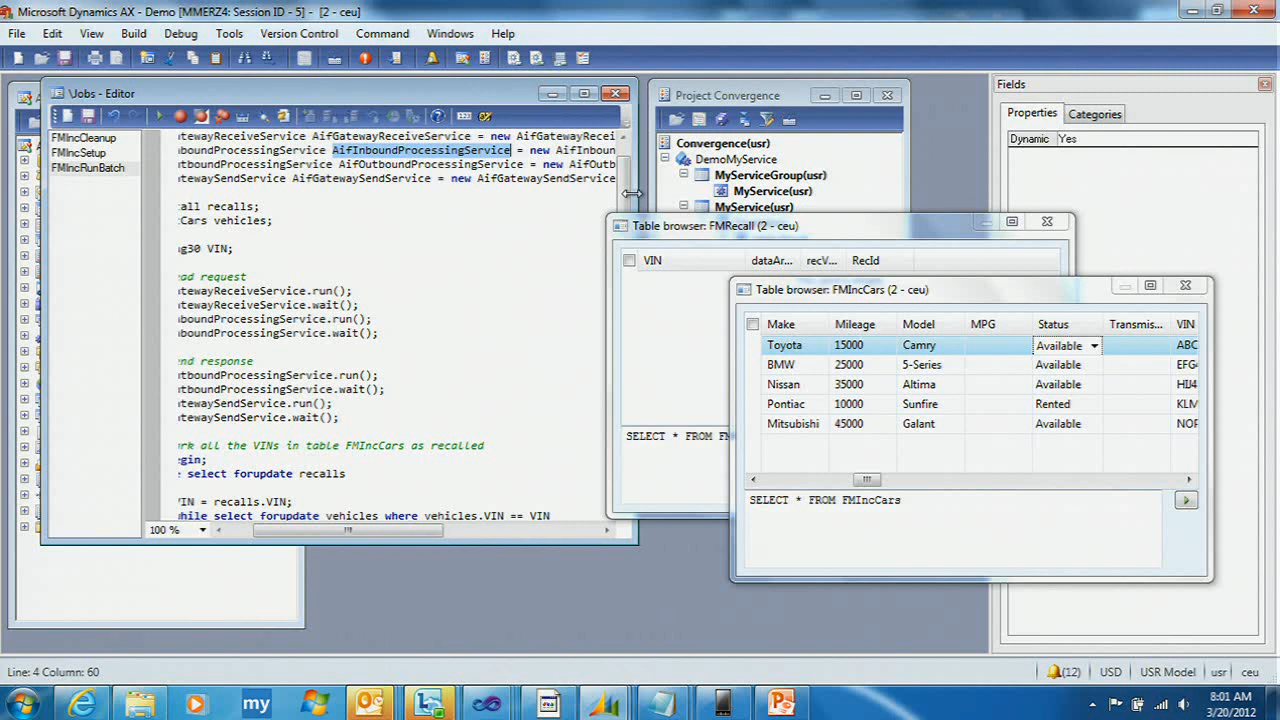 Microsoft Dynamics AX - Demo [MMERZ4: Session ID - 5] - [2 - ceu]
File Edit View Build Debug Tools Version Control Command Windows Help
\Jobs - Editor
FMIncCleanup
FMIncSetup
FMIncRunBatch
tewayReceiveService AifGatewayReceiveService = new AifGatewayRecei
boundProcessingService AifInboundProcessingService = new AifInboun
tboundProcessingService AifOutboundProcessingService = new AifOutb
tewaySendService AifGatewaySendService = new AifGatewaySendService
all recalls;
Cars vehicles;
g30 VIN;
ad request
tewayReceiveService.run();
tewayReceiveService.wait();
boundProcessingService.run();
boundProcessingService.wait();
nd response
tboundProcessingService.run();
tboundProcessingService.wait();
tewaySendService.run();
tewaySendService.wait();
rk all the VINs in table FMIncCars as recalled
gin;
e select forupdate recalls
VIN = recalls.VIN;
while select forupdate vehicles where vehicles.VIN == VIN
100 %
Project Convergence
Convergence(usr)
DemoMyService
MyServiceGroup(usr)
MyService(usr)
MyService(usr)
Table browser: FMRecall (2 - ceu)
VIN dataAr... recV... RecId
SELECT * FROM FM
Table browser: FMIncCars (2 - ceu)
Make Mileage Model MPG Status Transmis... VIN
Toyota 15000 Camry Available ABC
BMW 25000 5-Series Available EFG
Nissan 35000 Altima Available HIJ
Pontiac 10000 Sunfire Rented KLM
Mitsubishi 45000 Galant Available NOP
SELECT * FROM FMIncCars
Fields
Properties Categories
Dynamic Yes
Line: 4 Column: 60
(12) USD USR Model usr ceu
my
8:01 AM
3/20/2012